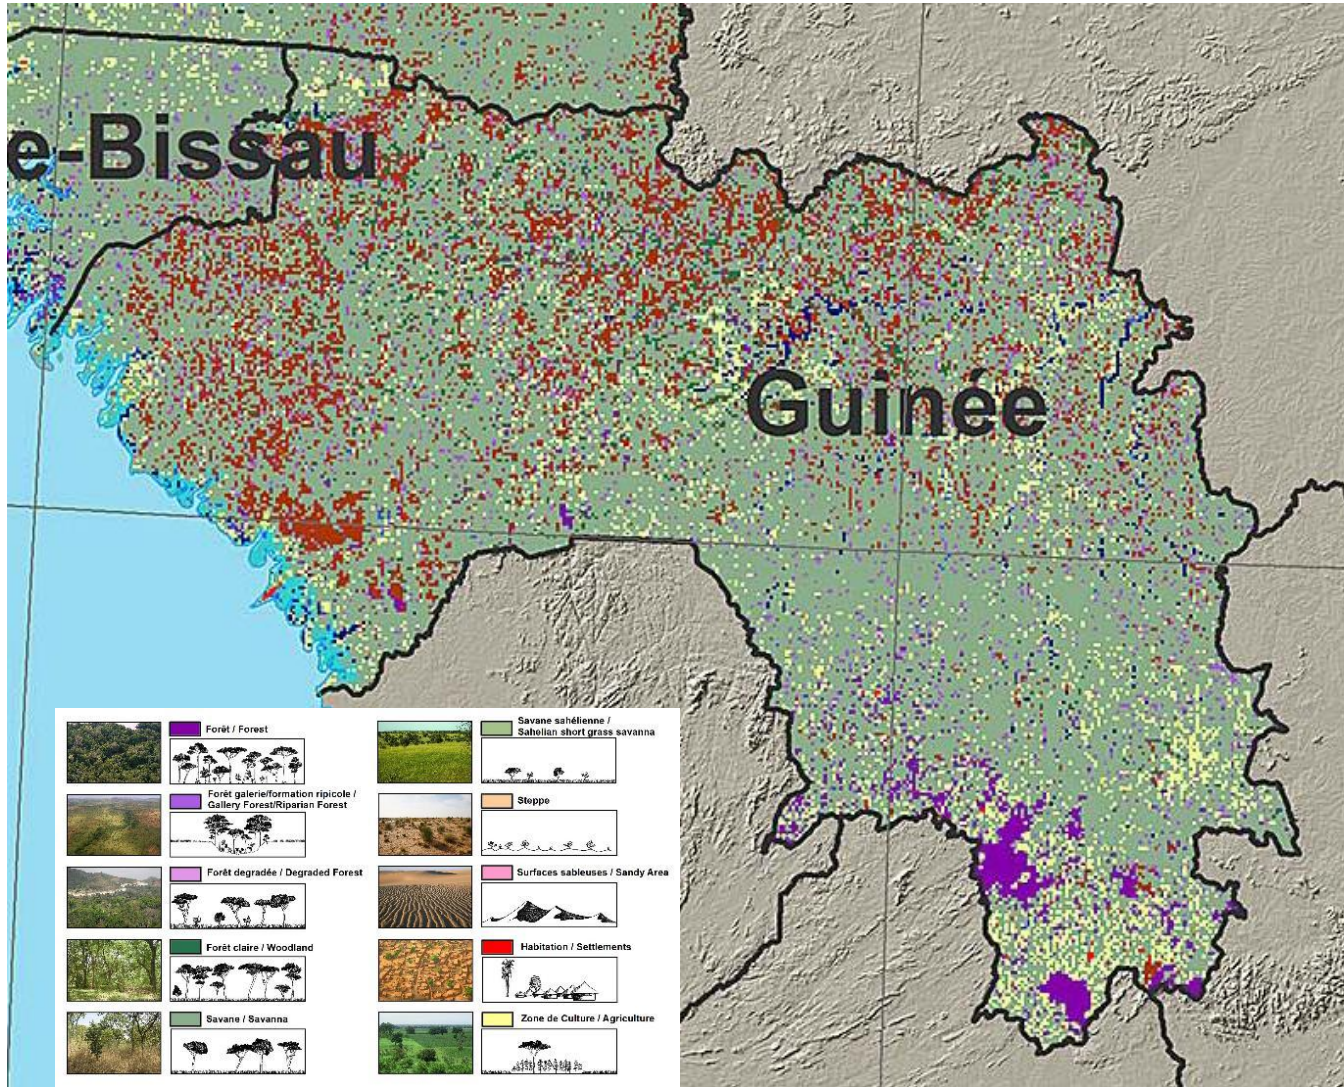 e-Bissau
Guinée
Forêt / Forest
Forêt galerie/formation ripicole /
Gallery Forest/Riparian Forest
Forêt degradée / Degraded Forest
Forêt claire / Woodland
Savane / Savanna
Savane sahélienne /
Sahelian short grass savanna
Steppe
Surfaces sableuses / Sandy Area
Habitation / Settlements
Zone de Culture / Agriculture